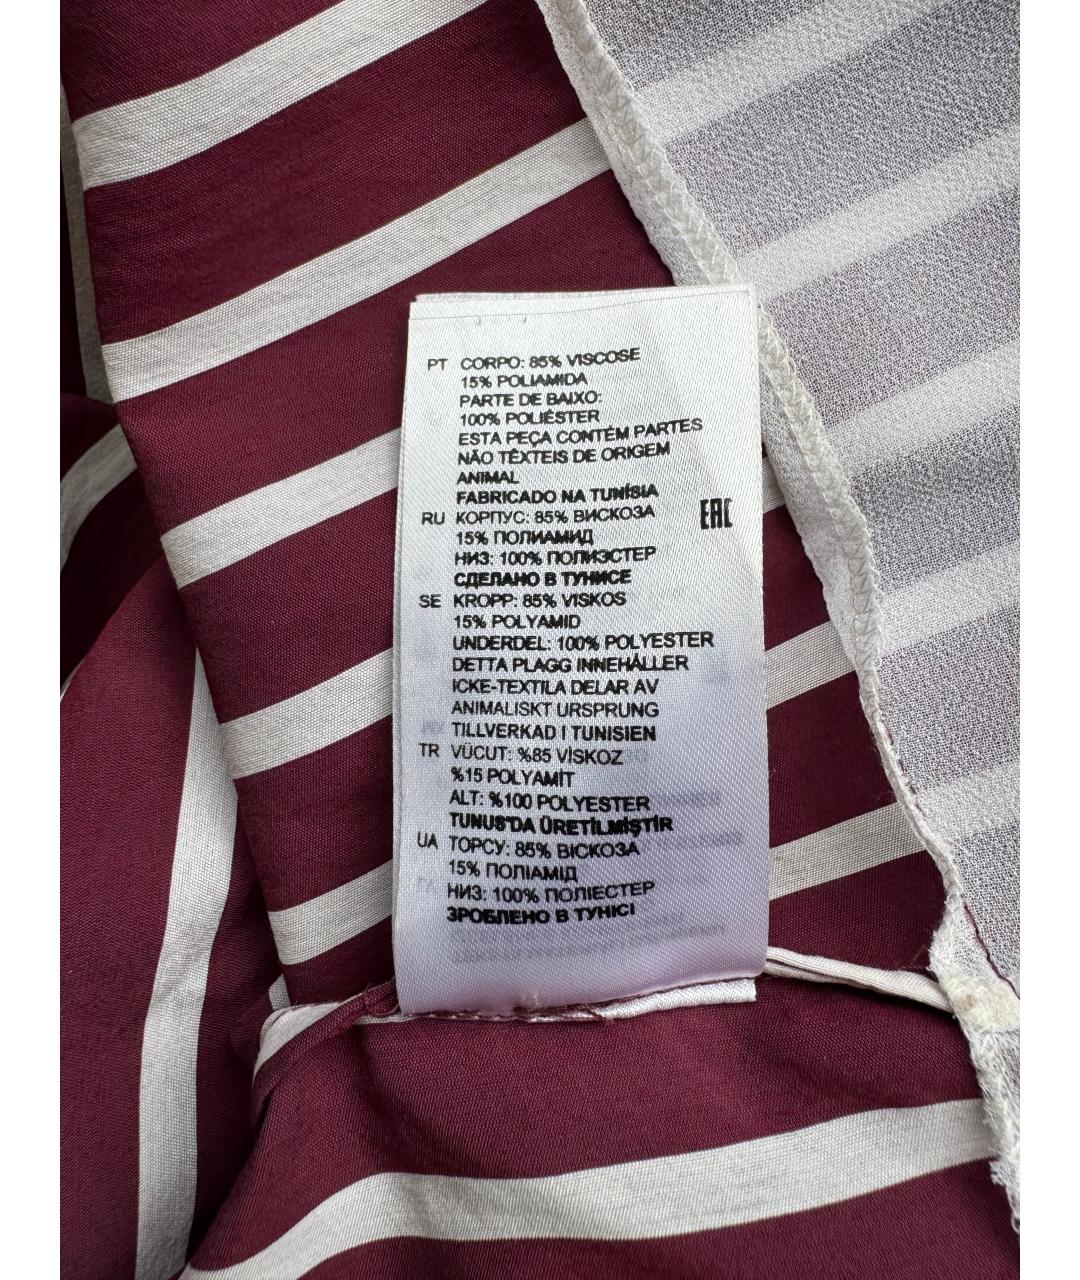 PT CORPO: 85% VISCOSE
15% POLIAMIDA
PARTE DE BAIXO:
100% POLIÉSTER
ESTA PEÇA CONTÉM PARTES
NÃO TÊXTEIS DE ORIGEM
ANIMAL
FABRICADO NA TUNÍSIA
EAC
RU КОРПУС: 85% ВИСКОЗА
15% ПОЛИАМИД
НИЗ: 100% ПОЛИЭСТЕР
СДЕЛАНО В ТУНИСЕ
SE KROPP: 85% VISKOS
15% POLYAMID
UNDERDEL: 100% POLYESTER
DETTA PLAGG INNEHÅLLER
ICKE-TEXTILA DELAR AV
ANIMALISKT URSPRUNG
TILLVERKAD I TUNISIEN
TR VÜCUT: %85 VİSKOZ
%15 POLYAMİT
ALT: %100 POLYESTER
TUNUS'DA ÜRETİLMİŞTİR
UA ТОРСУ: 85% ВІСКОЗА
15% ПОЛІАМІД
НИЗ: 100% ПОЛІЕСТЕР
ЗРОБЛЕНО В ТУНІСІ